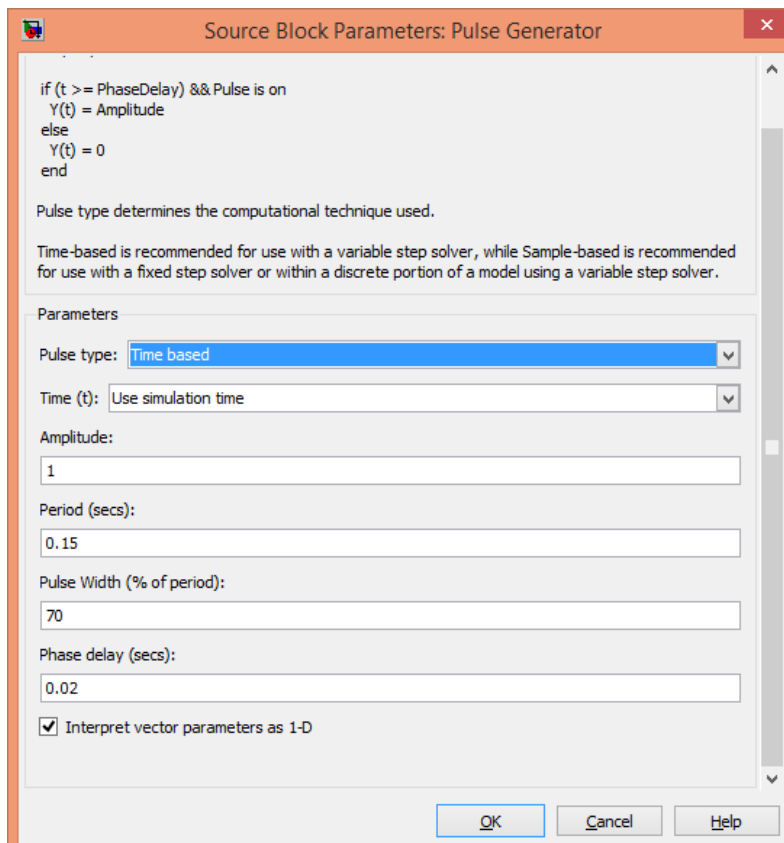 Source Block Parameters: Pulse Generator
if (t >= PhaseDelay) && Pulse is on
Y(t) = Amplitude
else
Y(t) = 0
end
Pulse type determines the computational technique used.
Time-based is recommended for use with a variable step solver, while Sample-based is recommended
for use with a fixed step solver or within a discrete portion of a model using a variable step solver.
Parameters
Pulse type: Time based
Time (t): Use simulation time
Amplitude:
1
Period (secs):
0.15
Pulse Width (% of period):
70
Phase delay (secs):
0.02
Interpret vector parameters as 1-D
OK Cancel Help